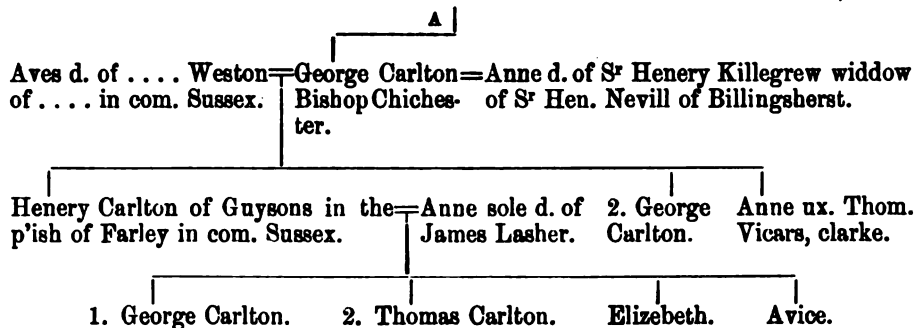 A
Aves d. of .... Weston=George Carlton=Anne d. of Sr Henery Killegrew widdow
of .... in com. Sussex. Bishop Chiches- of Sr Hen. Nevill of Billingsherst.
ter.
Henery Carlton of Guysons in the=Anne sole d. of 2. George Anne ux. Thom.
p'ish of Farley in com. Sussex. James Lasher. Carlton. Vicars, clarke.
1. George Carlton. 2. Thomas Carlton. Elizebeth. Avice.